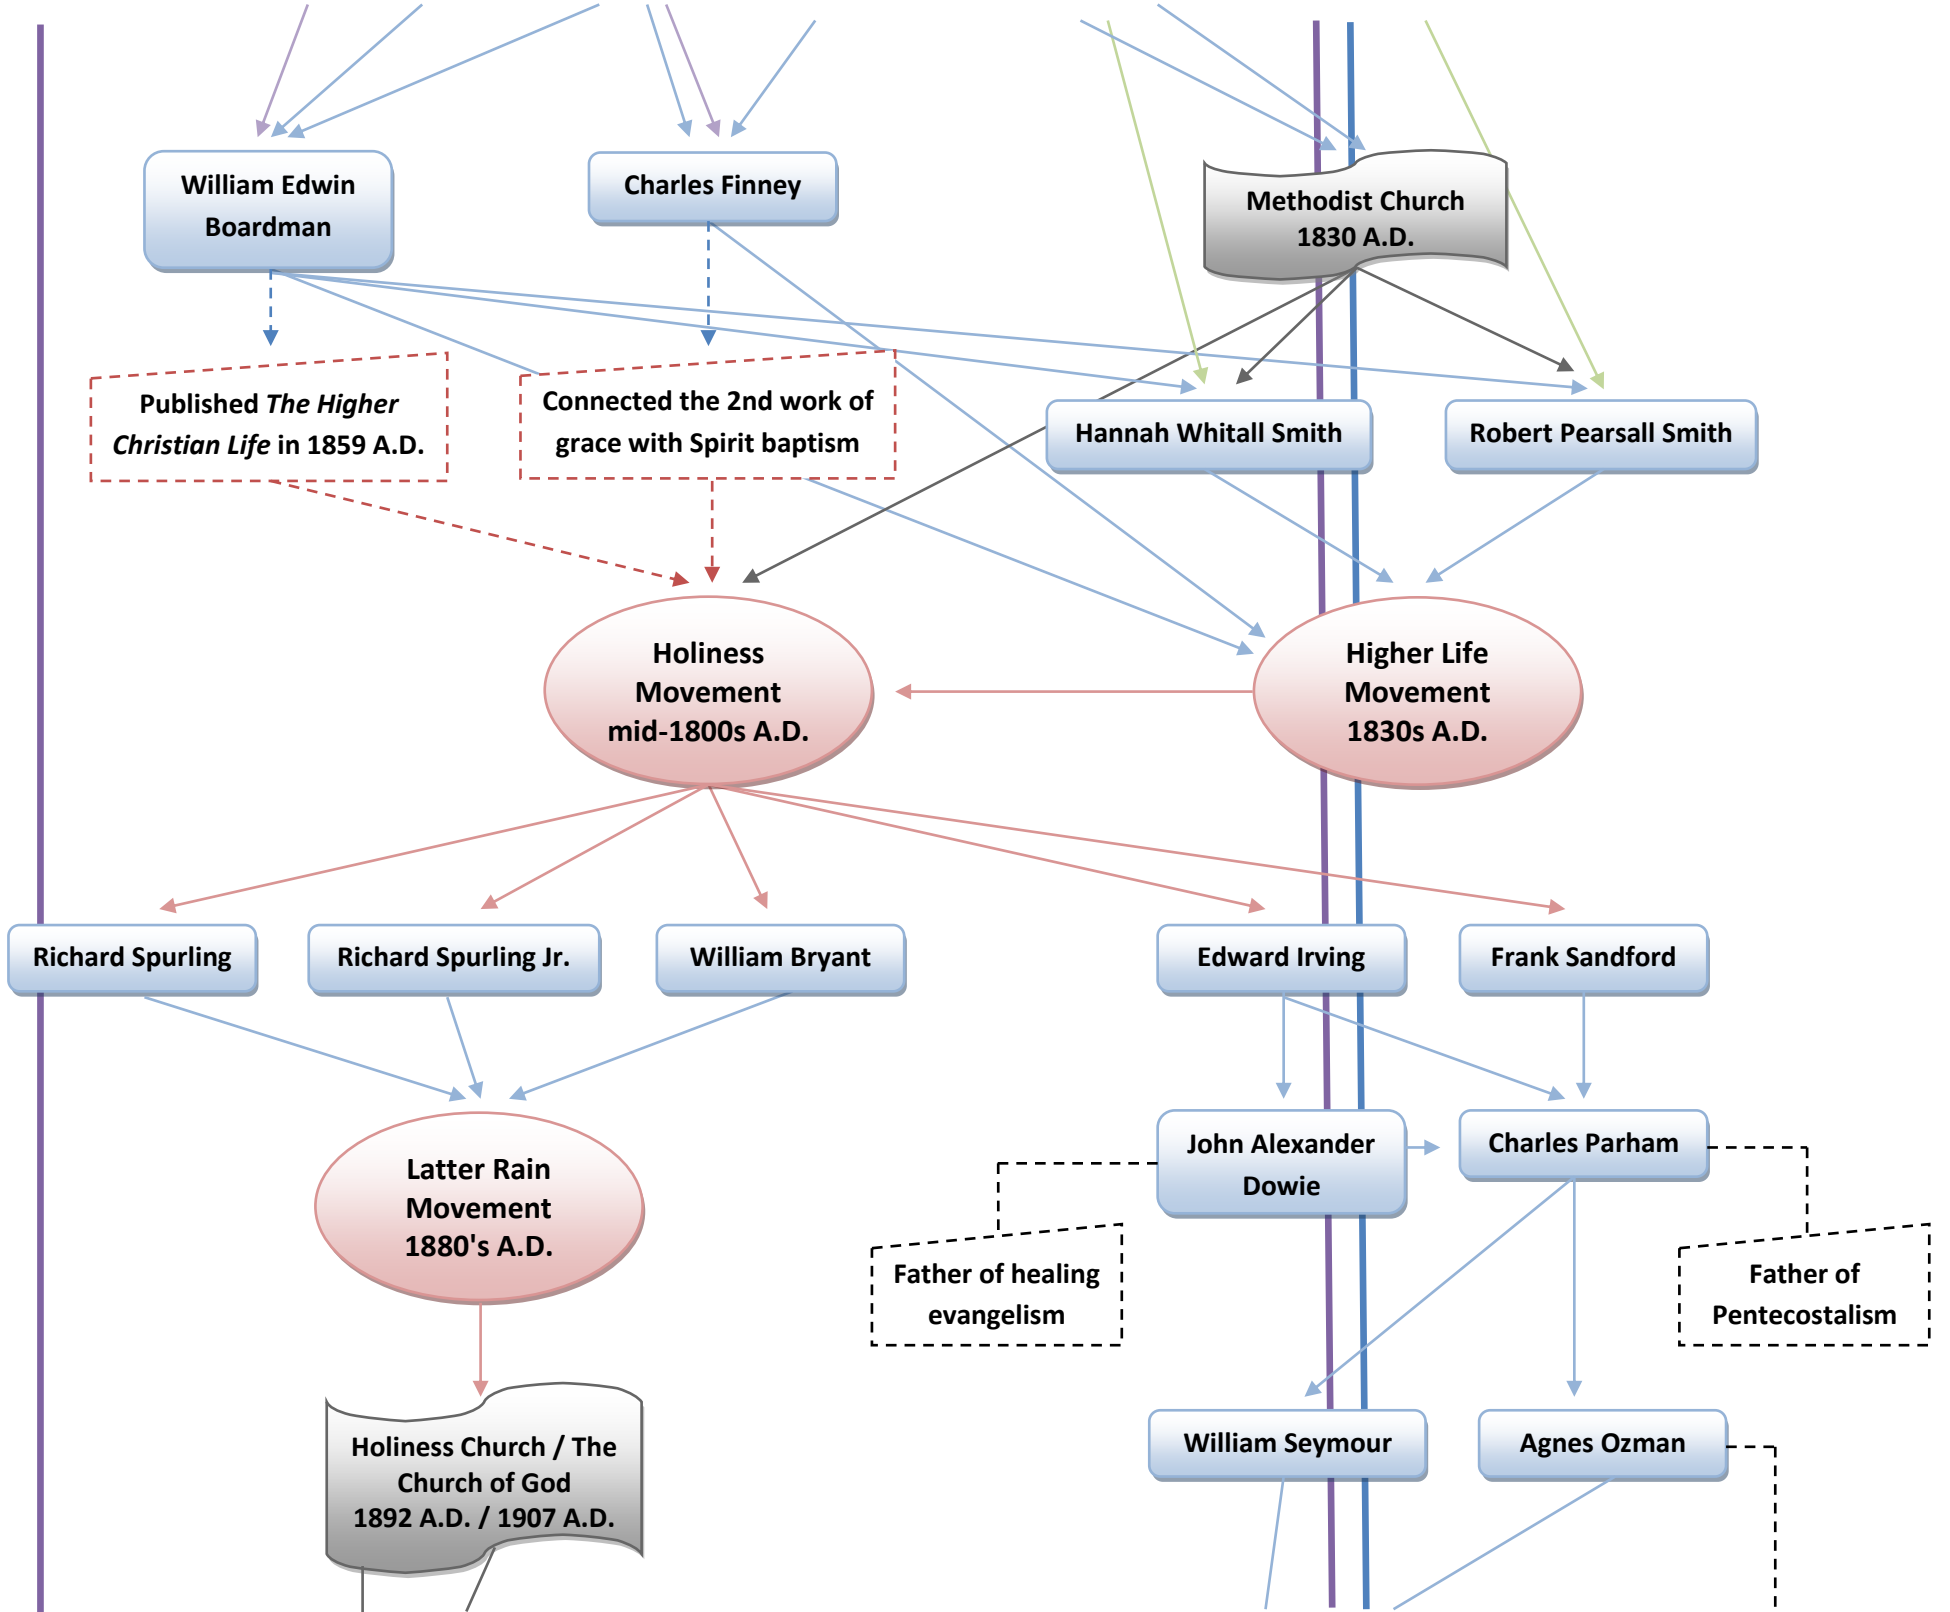 William Edwin
Boardman
Charles Finney
Methodist Church
1830 A.D.
Published The Higher
Christian Life in 1859 A.D.
Connected the 2nd work of
grace with Spirit baptism
Hannah Whitall Smith
Robert Pearsall Smith
Holiness
Movement
mid-1800s A.D.
Higher Life
Movement
1830s A.D.
Richard Spurling
Richard Spurling Jr.
William Bryant
Edward Irving
Frank Sandford
Latter Rain
Movement
1880's A.D.
John Alexander
Dowie
Charles Parham
Father of healing
evangelism
Father of
Pentecostalism
Holiness Church / The
Church of God
1892 A.D. / 1907 A.D.
William Seymour
Agnes Ozman